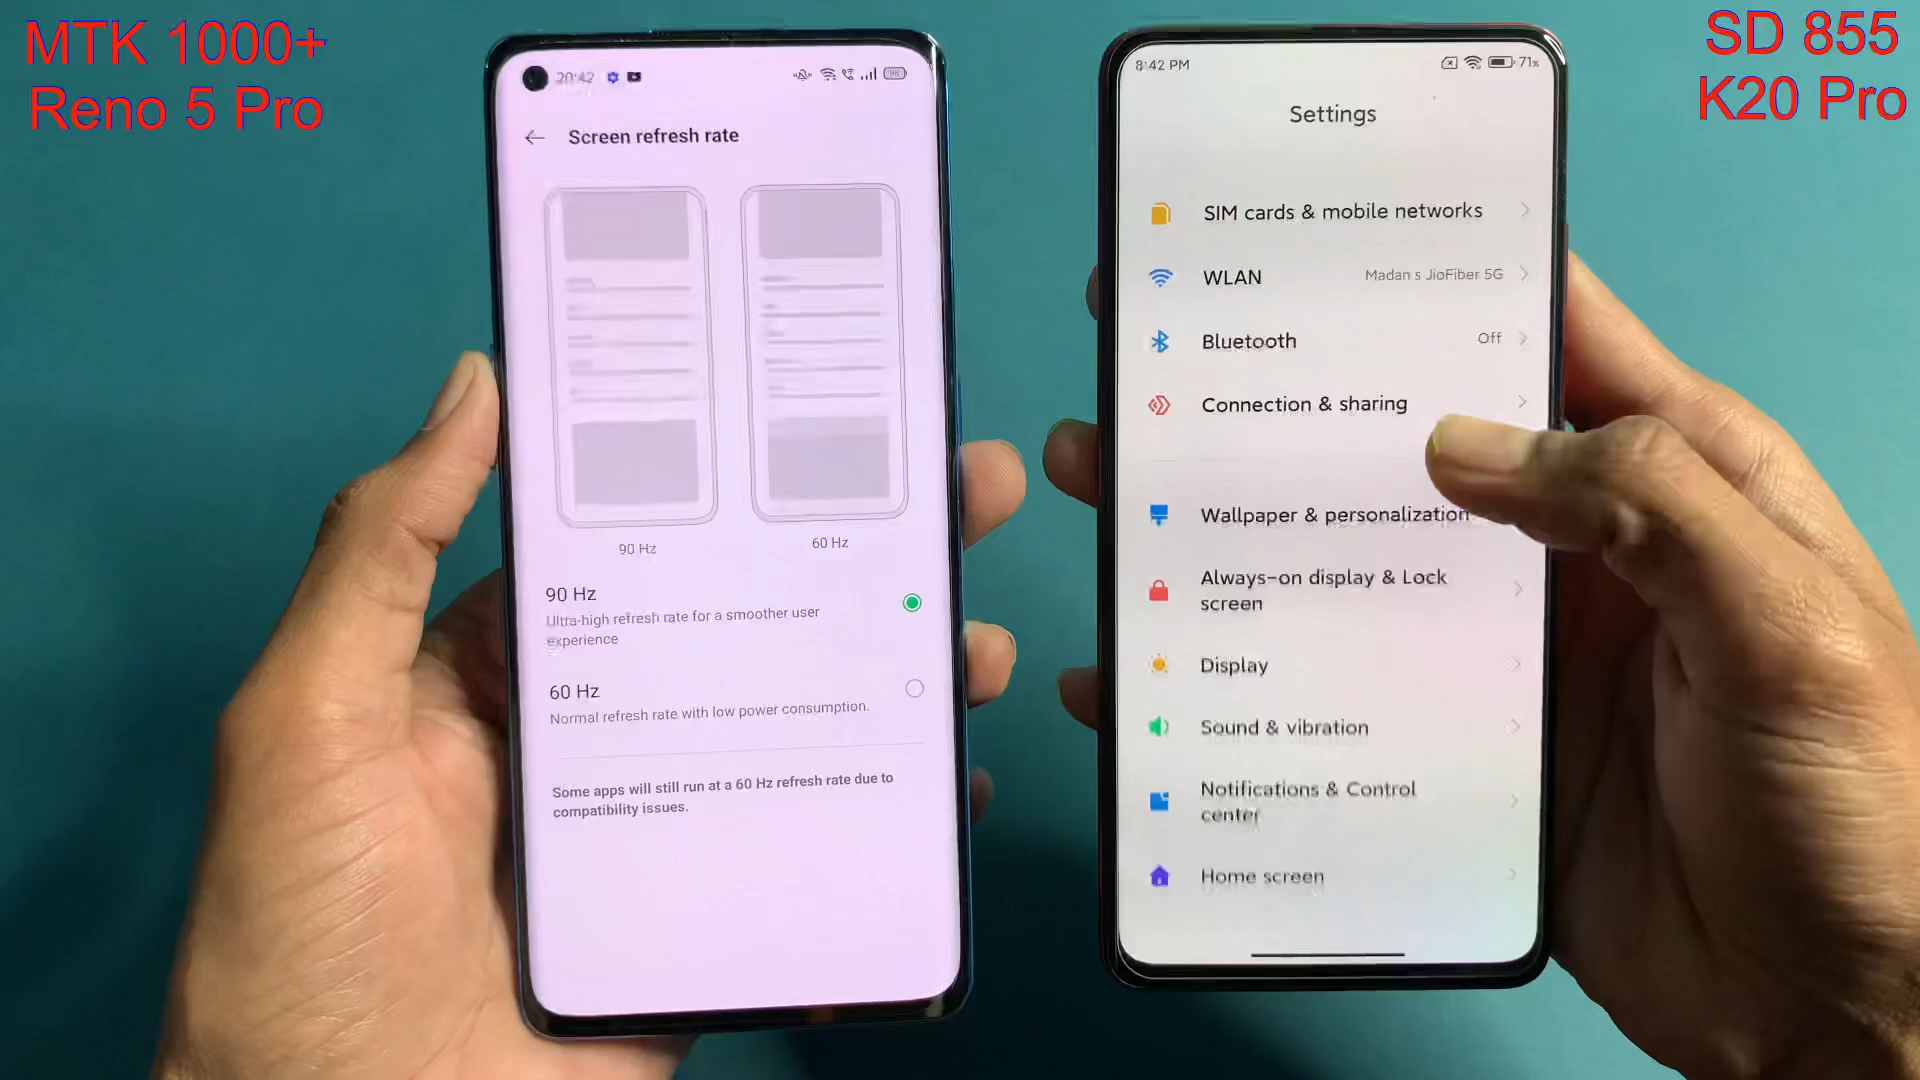 MTK 1000+
Reno 5 Pro
SD 855
K20 Pro
20:42
Screen refresh rate
90 Hz
60 Hz
90 Hz
Ultra-high refresh rate for a smoother user
experience
60 Hz
Normal refresh rate with low power consumption.
Some apps will still run at a 60 Hz refresh rate due to
compatibility issues.
8:42 PM
71%
Settings
SIM cards & mobile networks
WLAN
Madan s JioFiber 5G
Bluetooth
Off
Connection & sharing
Wallpaper & personalization
Always-on display & Lock
screen
Display
Sound & vibration
Notifications & Control
center
Home screen